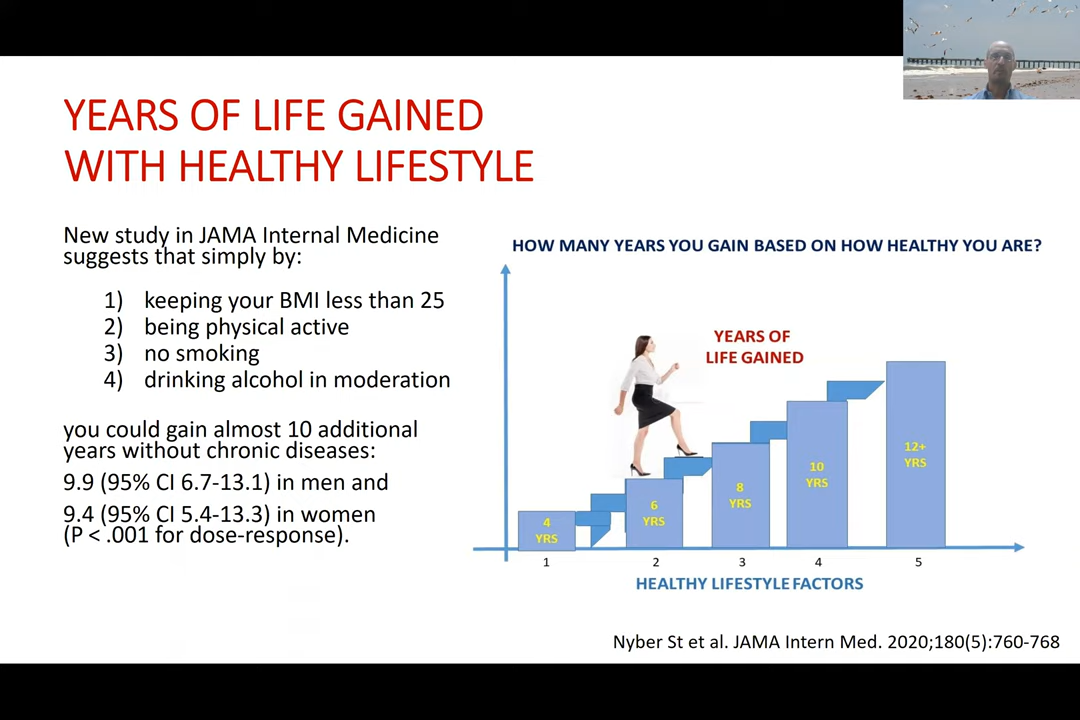 YEARS OF LIFE GAINED
WITH HEALTHY LIFESTYLE
New study in JAMA Internal Medicine
suggests that simply by:
1) keeping your BMI less than 25
2) being physical active
3) no smoking
4) drinking alcohol in moderation
you could gain almost 10 additional
years without chronic diseases:
9.9 (95% CI 6.7-13.1) in men and
9.4 (95% CI 5.4-13.3) in women
(P < .001 for dose-response).
HOW MANY YEARS YOU GAIN BASED ON HOW HEALTHY YOU ARE?
YEARS OF
LIFE GAINED
4
YRS
6
YRS
8
YRS
10
YRS
12+
YRS
1 2 3 4 5
HEALTHY LIFESTYLE FACTORS
Nyber St et al. JAMA Intern Med. 2020;180(5):760-768